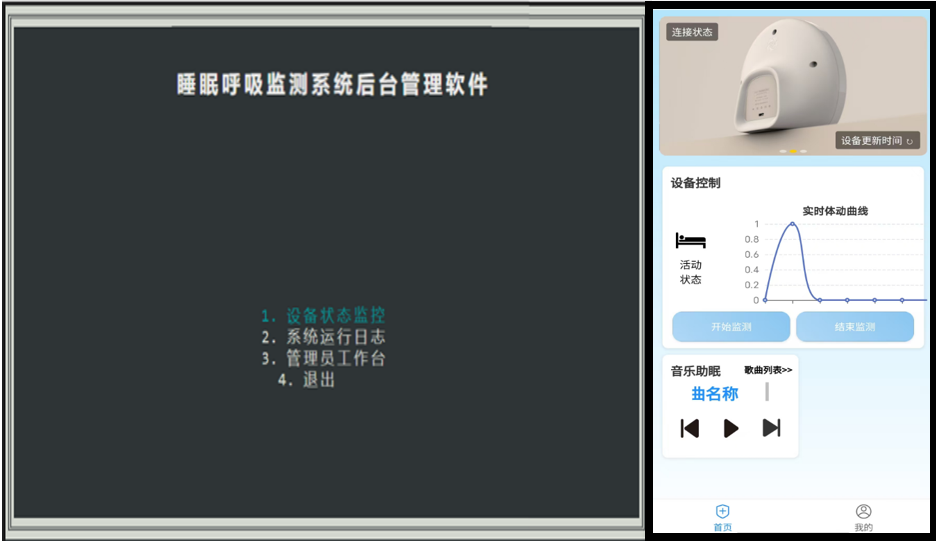 睡眠呼吸监测系统后台管理软件
1. 设备状态监控
2. 系统运行日志
3. 管理员工作台
4. 退出
连接状态
设备更新时间 ↻
设备控制
实时体动曲线
1
0.8
0.6
0.4
0.2
0
活动
状态
开始监测
结束监测
音乐助眠
歌曲列表>>
曲名称
首页
我的